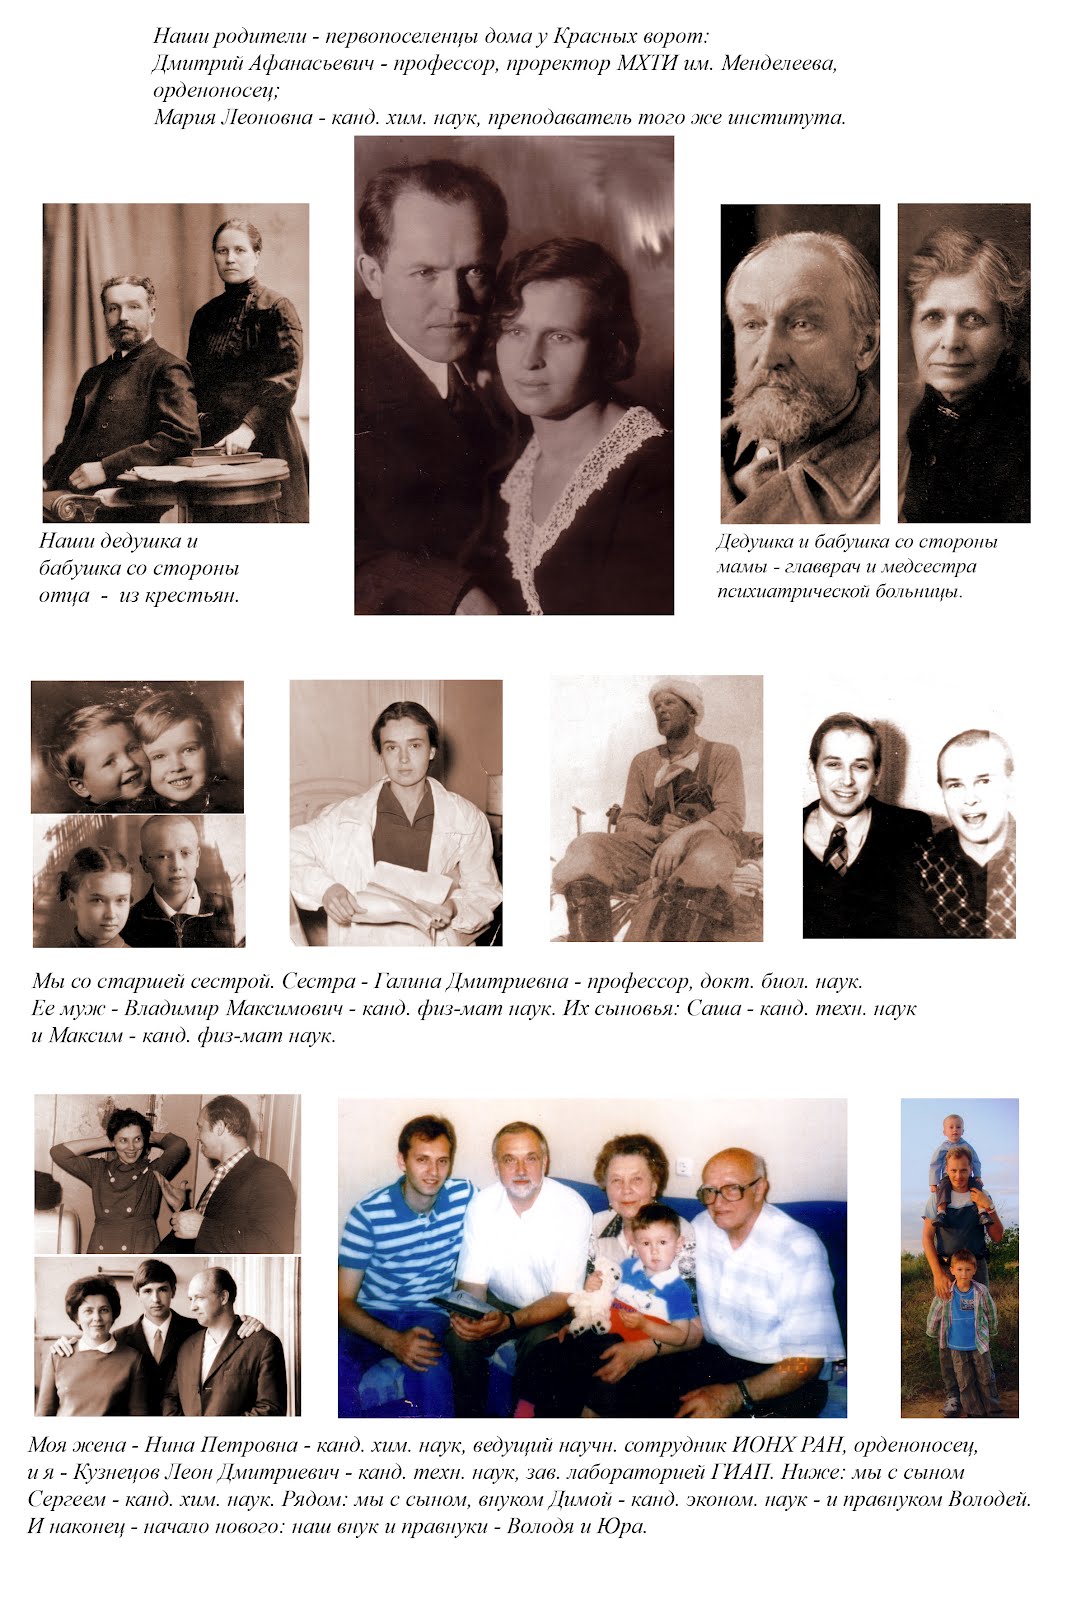 Наши родители - первопоселенцы дома у Красных ворот:
Дмитрий Афанасьевич - профессор, проректор МХТИ им. Менделеева,
орденоносец;
Мария Леоновна - канд. хим. наук, преподаватель того же института.
Наши дедушка и
бабушка со стороны
отца - из крестьян.
Дедушка и бабушка со стороны
мамы - главврач и медсестра
психиатрической больницы.
Мы со старшей сестрой. Сестра - Галина Дмитриевна - профессор, докт. биол. наук.
Ее муж - Владимир Максимович - канд. физ-мат наук. Их сыновья: Саша - канд. техн. наук
и Максим - канд. физ-мат наук.
Моя жена - Нина Петровна - канд. хим. наук, ведущий научн. сотрудник ИОНХ РАН, орденоносец,
и я - Кузнецов Леон Дмитриевич - канд. техн. наук, зав. лабораторией ГИАП. Ниже: мы с сыном
Сергеем - канд. хим. наук. Рядом: мы с сыном, внуком Димой - канд. эконом. наук - и правнуком Володей.
И наконец - начало нового: наш внук и правнуки - Володя и Юра.